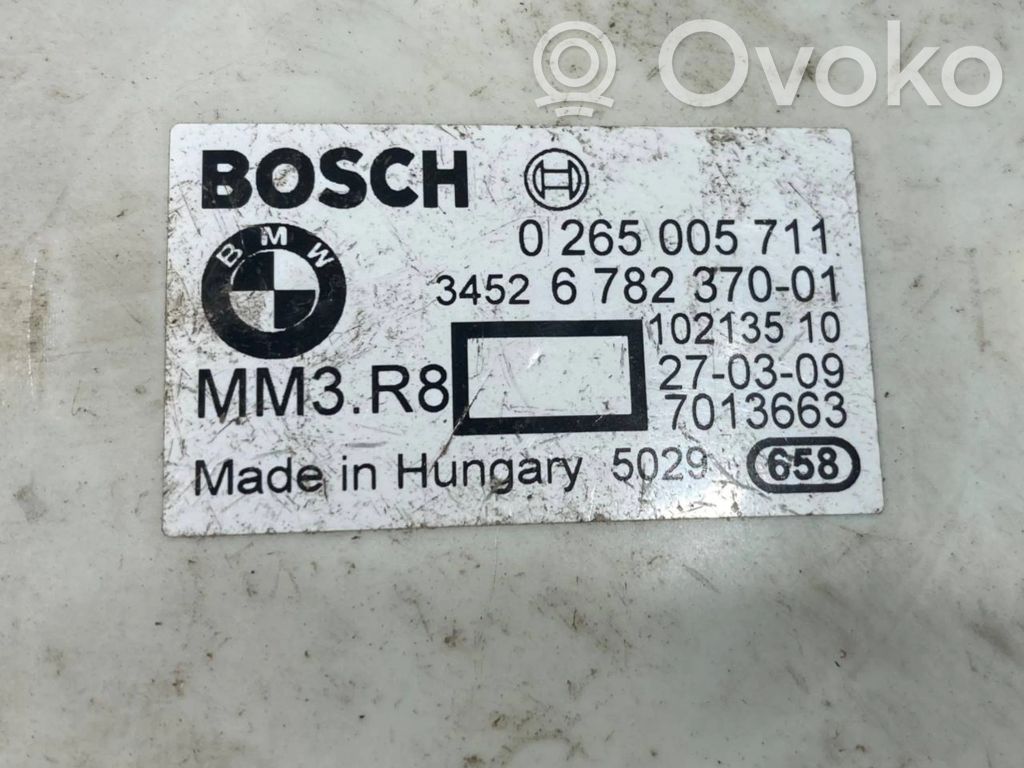 Ovoko
BOSCH
0 265 005 711
BMW
3452 6 782 370-01
102135 10
27-03-09
MM3.R8
7013663
Made in Hungary 5029 658